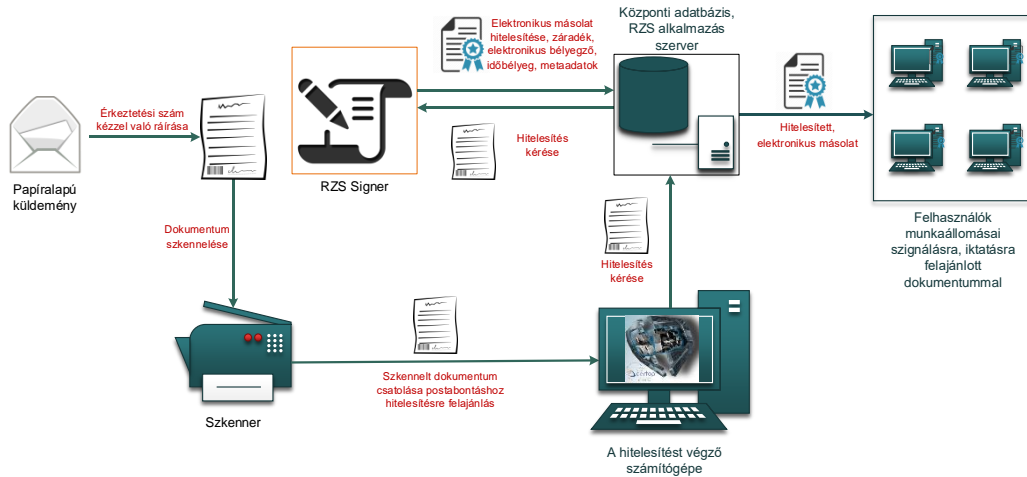 Érkeztetési szám
kézzel való ráírása
Papíralapú
küldemény
Elektronikus másolat
hitelesítése, záradék,
elektronikus bélyegző,
időbélyeg, metaadatok
RZS Signer
Hitelesítés
kérése
Központi adatbázis,
RZS alkalmazás
szerver
Hitelesített,
elektronikus másolat
Felhasználók
munkaállomásai
szignálásra, iktatásra
felajánlott
dokumentummal
Dokumentum
szkennelése
Hitelesítés
kérése
Szkenner
Szkennelt dokumentum
csatolása postabontáshoz
hitelesítésre felajánlás
A hitelesítést végző
számítógépe